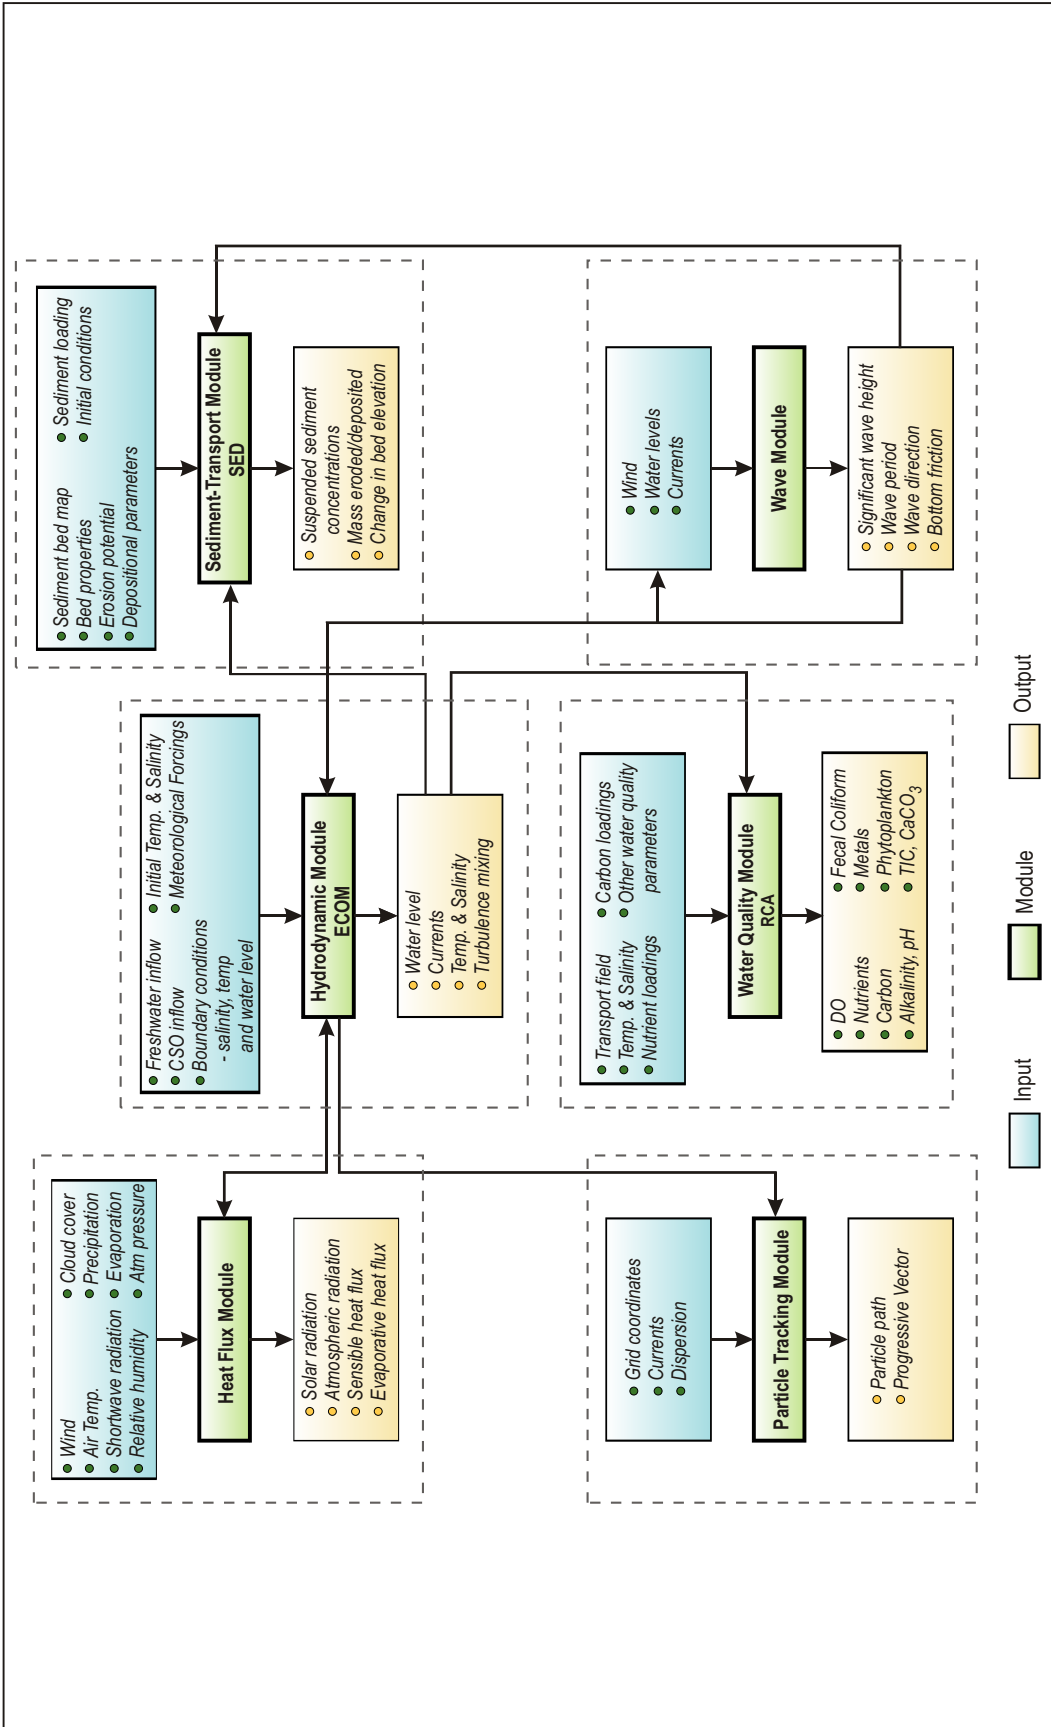 Wind
Air Temp.
Shortwave radiation
Relative humidity
Cloud cover
Precipitation
Evaporation
Atm pressure
Heat Flux Module
Solar radiation
Atmospheric radiation
Sensible heat flux
Evaporative heat flux
Freshwater inflow
CSO inflow
Boundary conditions
- salinity, temp
and water level
Initial Temp. & Salinity
Meteorological Forcings
Hydrodynamic Module
ECOM
Water level
Currents
Temp. & Salinity
Turbulence mixing
Sediment bed map
Bed properties
Erosion potential
Depositional parameters
Sediment loading
Initial conditions
Sediment-Transport Module
SED
Suspended sediment
concentrations
Mass eroded/deposited
Change in bed elevation
Grid coordinates
Currents
Dispersion
Particle Tracking Module
Particle path
Progressive Vector
Transport field
Temp. & Salinity
Nutrient loadings
Carbon loadings
Other water quality
parameters
Water Quality Module
RCA
DO
Nutrients
Carbon
Alkalinity, pH
Fecal Coliform
Metals
Phytoplankton
TIC, CaCO3
Wind
Water levels
Currents
Wave Module
Significant wave height
Wave period
Wave direction
Bottom friction
Input
Module
Output